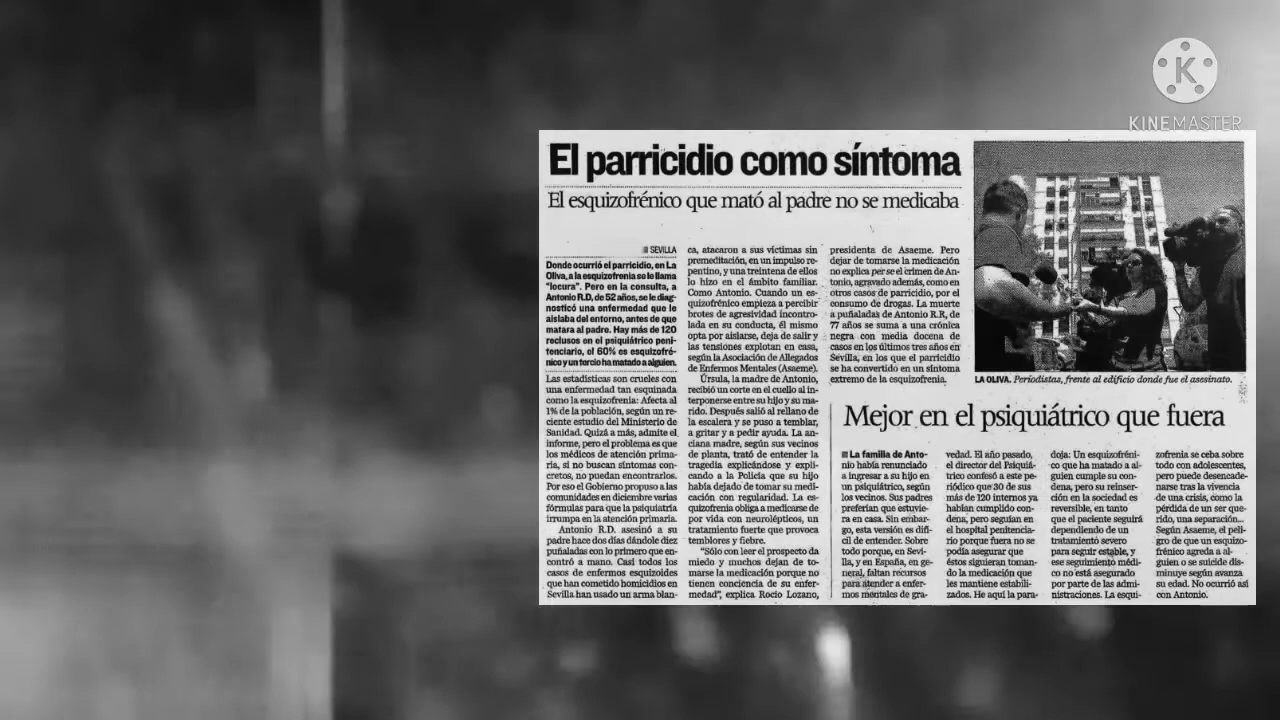 K
KINEMASTER
El parricidio como síntoma
El esquizofrénico que mató al padre no se medicaba
SEVILLA
Donde ocurrió el parricidio, en La
Oliva, a la esquizofrenia se le llama
"locura". Pero en la consulta, a
Antonio R.D, de 52 años, se le diag-
nosticó una enfermedad que le
aislaba del entorno, antes de que
matara al padre. Hay más de 120
reclusos en el psiquiátrico peni-
tenciario, el 60% es esquizofré-
nico y un tercio ha matado a alguien.
Las estadísticas son crueles con
una enfermedad tan esquinada
como la esquizofrenia: Afecta al
1% de la población, según un re-
ciente estudio del Ministerio de
Sanidad. Quizá a más, admite el
informe, pero el problema es que
los médicos de atención prima-
ria, si no buscan síntomas con-
cretos, no puedan encontrarlos.
Por eso el Gobierno propuso a las
comunidades en diciembre varias
fórmulas para que la psiquiatría
irrumpa en la atención primaria.
Antonio R.D. asesinó a su
padre hace dos días dándole diez
puñaladas con lo primero que en-
contró a mano. Casi todos los
casos de enfermos esquizoides
que han cometido homicidios en
Sevilla han usado un arma blan-
ca, atacaron a sus víctimas sin
premeditación, en un impulso re-
pentino, y una treintena de ellos
lo hizo en el ámbito familiar.
Como Antonio. Cuando un es-
quizofrénico empieza a percibir
brotes de agresividad incontro-
lada en su conducta, él mismo
opta por aislarse, deja de salir y
las tensiones explotan en casa,
según la Asociación de Allegados
de Enfermos Mentales (Asaeme).
Úrsula, la madre de Antonio,
recibió un corte en el cuello al in-
terponerse entre su hijo y su ma-
rido. Después salió al rellano de
la escalera y se puso a temblar,
a gritar y a pedir ayuda. La an-
ciana madre, según sus vecinos
de planta, trató de entender la
tragedia explicándose y expli-
cando a la Policía que su hijo
había dejado de tomar su medi-
cación con regularidad. La es-
quizofrenia obliga a medicarse de
por vida con neurolépticos, un
tratamiento fuerte que provoca
temblores y fiebre.
"Sólo con leer el prospecto da
miedo y muchos dejan de to-
marse la medicación porque no
tienen conciencia de su enfer-
medad", explica Rocío Lozano,
presidenta de Asaeme. Pero
dejar de tomarse la medicación
no explica per se el crimen de An-
tonio, agravado además, como en
otros casos de parricidio, por el
consumo de drogas. La muerte
a puñaladas de Antonio R.R, de
77 años se suma a una crónica
negra con media docena de
casos en los últimos tres años en
Sevilla, en los que el parricidio
se ha convertido en un síntoma
extremo de la esquizofrenia.
LA OLIVA. Periodistas, frente al edificio donde fue el asesinato.
Mejor en el psiquiátrico que fuera
La familia de Anto-
nio había renunciado
a ingresar a su hijo en
un psiquiátrico, según
los vecinos. Sus padres
preferían que estuvie-
ra en casa. Sin embar-
go, esta versión es difí-
cil de entender. Sobre
todo porque, en Sevi-
lla, y en España, en ge-
neral, faltan recursos
para atender a enfer-
mos mentales de gra-
vedad. El año pasado,
el director del Psiquiá-
trico confesó a este pe-
riódico que 30 de sus
más de 120 internos ya
habían cumplido con-
dena, pero seguían en
el hospital penitencia-
rio porque fuera no se
podía asegurar que
éstos siguieran toman-
do la medicación que
les mantiene estabili-
zados. He aquí la para-
doja: Un esquizofréni-
co que ha matado a al-
guien cumple su con-
dena, pero su reinser-
ción en la sociedad es
reversible, en tanto
que el paciente seguirá
dependiendo de un
tratamiento severo
para seguir estable, y
ese seguimiento médi-
co no está asegurado
por parte de las admi-
nistraciones. La esqui-
zofrenia se ceba sobre
todo con adolescentes,
pero puede desencade-
narse tras la vivencia
de una crisis, como la
pérdida de un ser que-
rido, una separación...
Según Asaeme, el peli-
gro de que un esquizo-
frénico agreda a al-
guien o se suicide dis-
minuye según avanza
su edad. No ocurrió así
con Antonio.